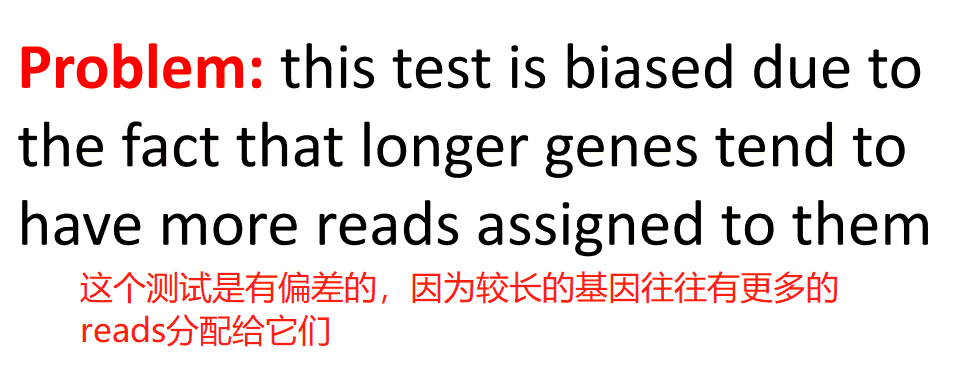 Problem: this test is biased due to
the fact that longer genes tend to
have more reads assigned to them
这个测试是有偏差的，因为较长的基因往往有更多的
reads分配给它们